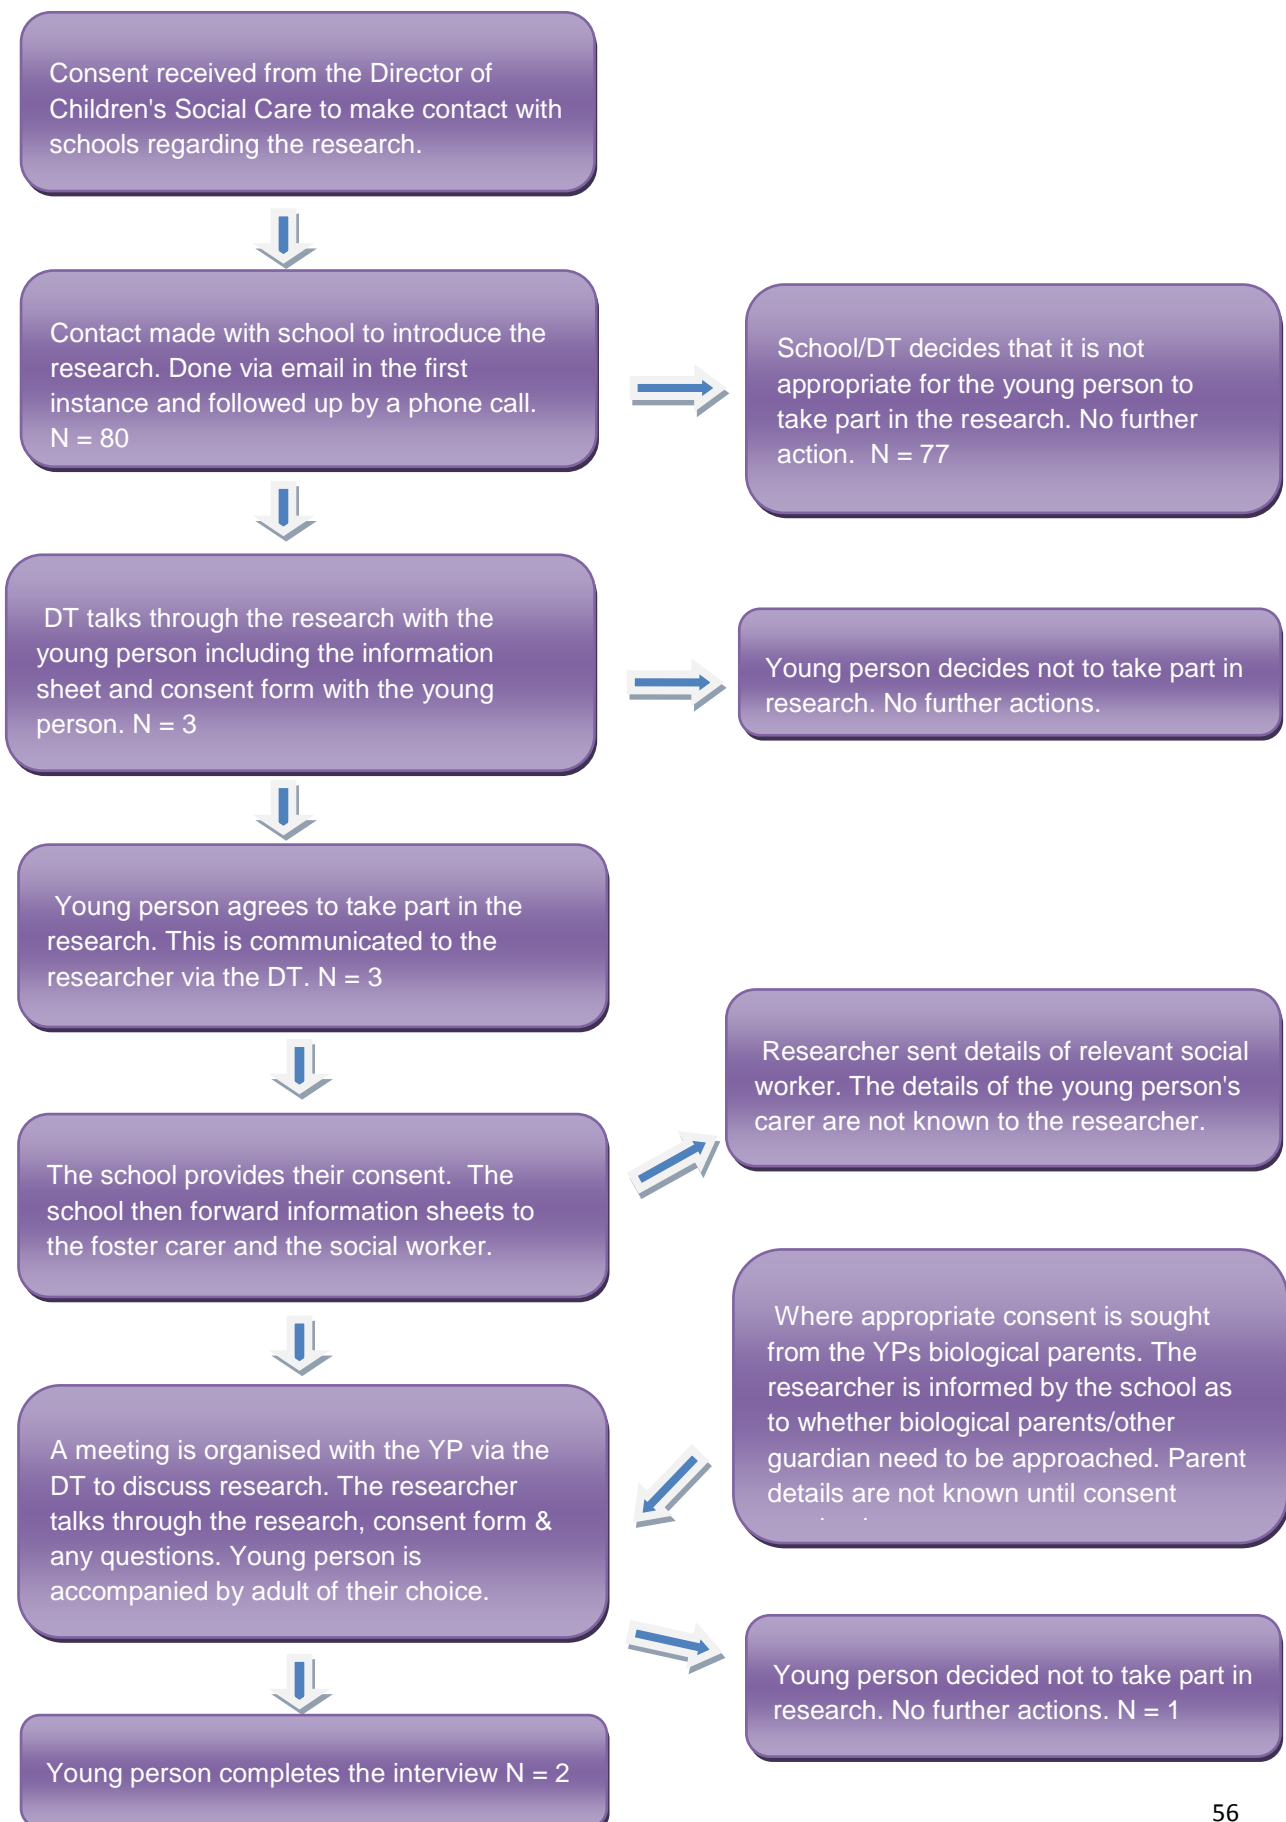 Consent received from the Director of
Children's Social Care to make contact with
schools regarding the research.
Contact made with school to introduce the
research. Done via email in the first
instance and followed up by a phone call.
N = 80
School/DT decides that it is not
appropriate for the young person to
take part in the research. No further
action.  N = 77
DT talks through the research with the
young person including the information
sheet and consent form with the young
person. N = 3
Young person decides not to take part in
research. No further actions.
Young person agrees to take part in the
research. This is communicated to the
researcher via the DT. N = 3
Researcher sent details of relevant social
worker. The details of the young person's
carer are not known to the researcher.
The school provides their consent.  The
school then forward information sheets to
the foster carer and the social worker.
Where appropriate consent is sought
from the YPs biological parents. The
researcher is informed by the school as
to whether biological parents/other
guardian need to be approached. Parent
details are not known until consent
A meeting is organised with the YP via the
DT to discuss research. The researcher
talks through the research, consent form &
any questions. Young person is
accompanied by adult of their choice.
Young person decided not to take part in
research. No further actions. N = 1
Young person completes the interview N = 2
56